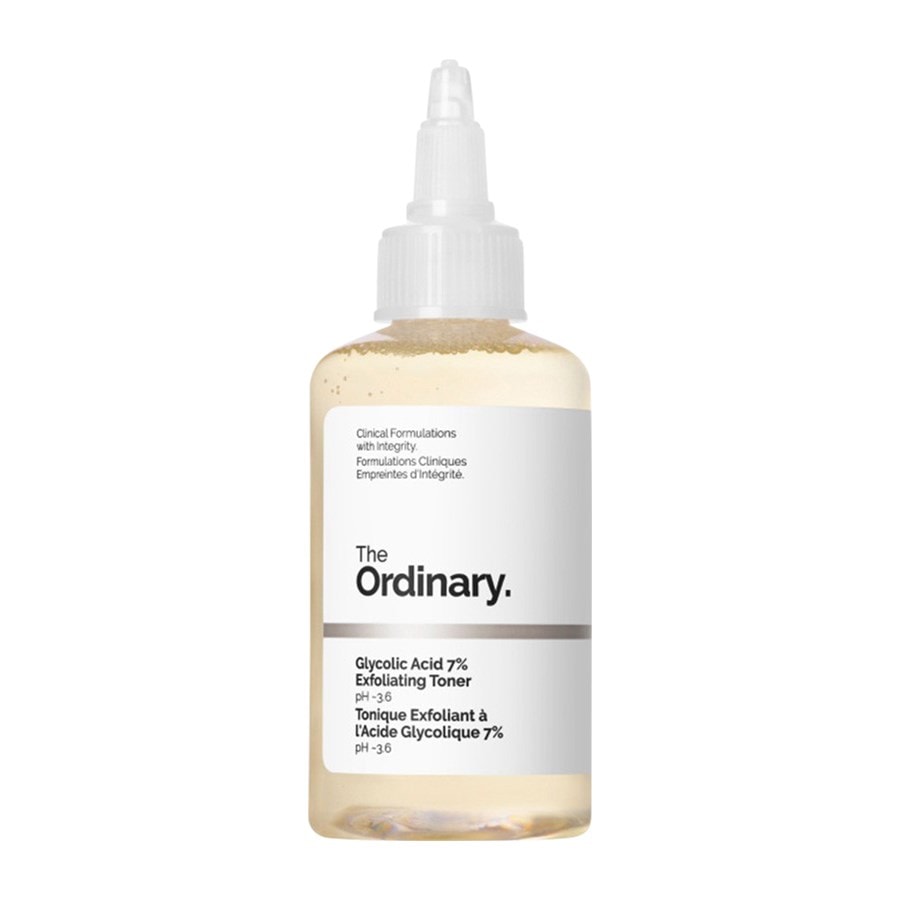 Clinical Formulations
with Integrity.
Formulations Cliniques
Empreintes d'Intégrité.
The
Ordinary.
Glycolic Acid 7%
Exfoliating Toner
pH ~3.6
Tonique Exfoliant à
l'Acide Glycolique 7%
pH ~3.6